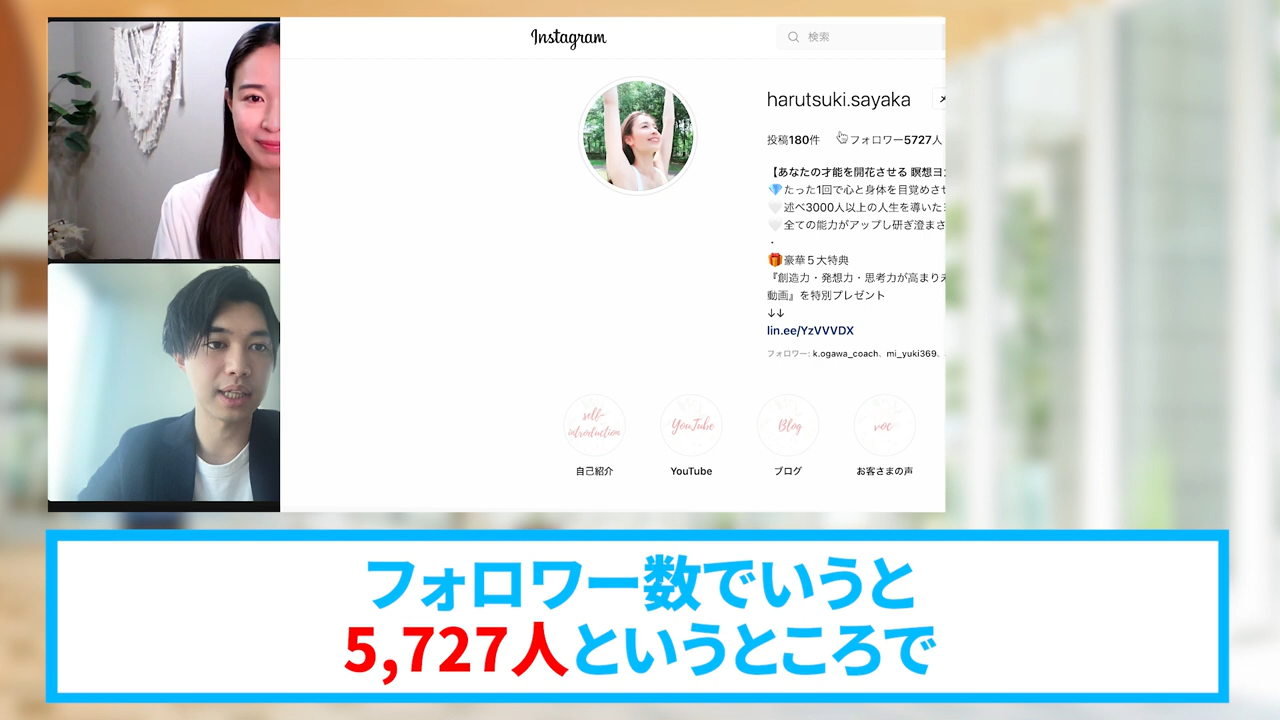 Instagram
検索
harutsuki.sayaka
投稿180件 フォロワー5727人
【あなたの才能を開花させる 瞑想ヨ
💎たった1回で心と身体を目覚めさせ
🤍述べ3000人以上の人生を導いた
🤍全ての能力がアップし研ぎ澄まさ
.
🎁豪華５大特典
『創造力・発想力・思考力が高まり
動画』を特別プレゼント
↓↓
lin.ee/YzVVVDX
フォロワー: k.ogawa_coach、mi_yuki369、
self-
introduction
YouTube
Blog
voc
自己紹介
YouTube
ブログ
お客さまの声
フォロワー数でいうと
5,727人というところで